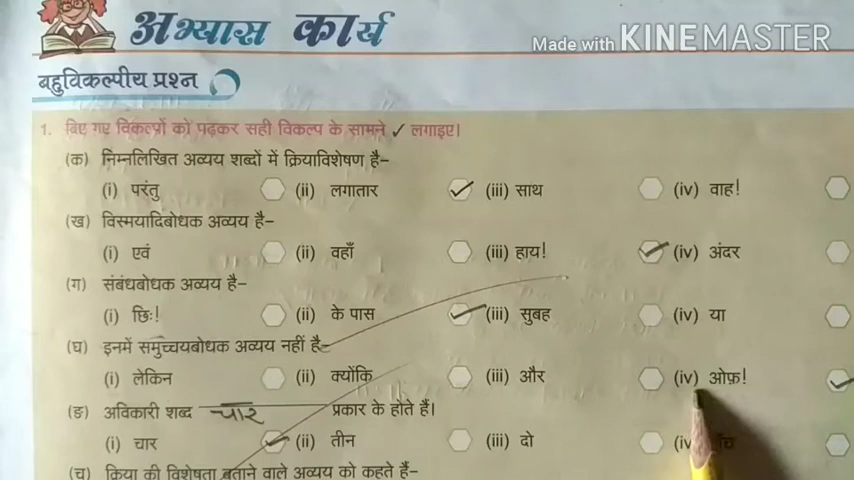 अभ्यास कार्य
Made with KINEMASTER
बहुविकल्पीय प्रश्न
1. दिए गए विकल्पों को पढ़कर सही विकल्प के सामने ✓ लगाइए।
(क) निम्नलिखित अव्यय शब्दों में क्रियाविशेषण है–
(i) परंतु (ii) लगातार ✓ (iii) साथ (iv) वाह!
(ख) विस्मयादिबोधक अव्यय है–
(i) एवं (ii) वहाँ (iii) हाय! ✓ (iv) अंदर
(ग) संबंधबोधक अव्यय है–
(i) छिः! (ii) के पास ✓ (iii) सुबह (iv) या
(घ) इनमें समुच्चयबोधक अव्यय नहीं है–
(i) लेकिन (ii) क्योंकि (iii) और (iv) ओफ़! ✓
(ङ) अविकारी शब्द चार प्रकार के होते हैं।
(i) चार ✓ (ii) तीन (iii) दो
(च) क्रिया की विशेषता बताने वाले अव्यय को कहते हैं–